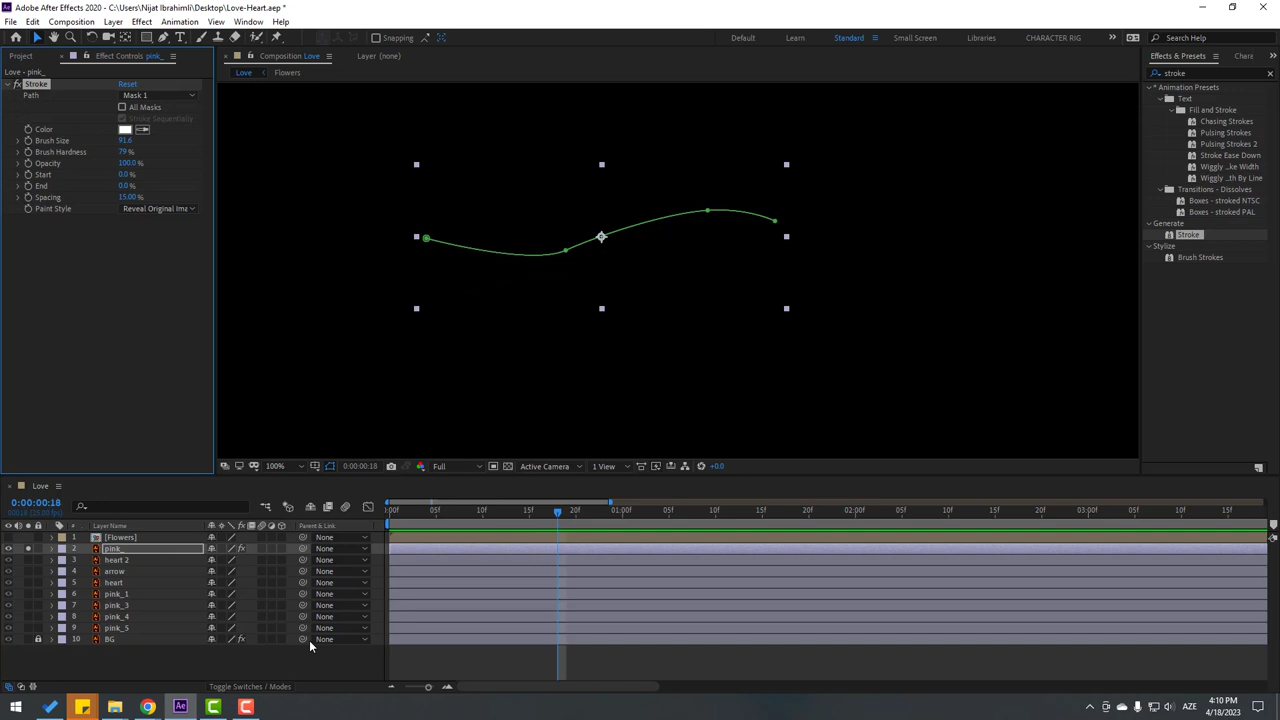 Adobe After Effects 2020 - C:\Users\Nijat Ibrahimli\Desktop\Love-Heart.aep *
File Edit Composition Layer Effect Animation View Window Help
Snapping Default Learn Standard Small Screen Libraries CHARACTER RIG Search Help
Project Effect Controls pink_
Love - pink_
Stroke Reset
Path Mask 1
All Masks
Stroke Sequentially
Color
Brush Size 91.6
Brush Hardness 79 %
Opacity 100.0 %
Start 0.0 %
End 0.0 %
Spacing 15.00 %
Paint Style Reveal Original Ima
Composition Love Layer (none)
Love Flowers
100% 0:00:00:18 Full Active Camera 1 View +0.0
Effects & Presets Chara
stroke
* Animation Presets
Text
Fill and Stroke
Chasing Strokes
Pulsing Strokes
Pulsing Strokes 2
Stroke Ease Down
Wiggly ...ke Width
Wiggly ...th By Line
Transitions - Dissolves
Boxes - stroked NTSC
Boxes - stroked PAL
Generate
Stroke
Stylize
Brush Strokes
Love
0:00:00:18
00018 (25.00 fps)
:00f 05f 10f 15f 20f 01:00f 05f 10f 15f 20f 02:00f 05f 10f 15f 20f 03:00f 05f 10f 15f
# Layer Name Parent & Link
1 [Flowers] None
2 pink_ None
3 heart 2 None
4 arrow None
5 heart None
6 pink_1 None
7 pink_3 None
8 pink_4 None
9 pink_5 None
10 BG None
Toggle Switches / Modes
AZE
4:10 PM
4/18/2023